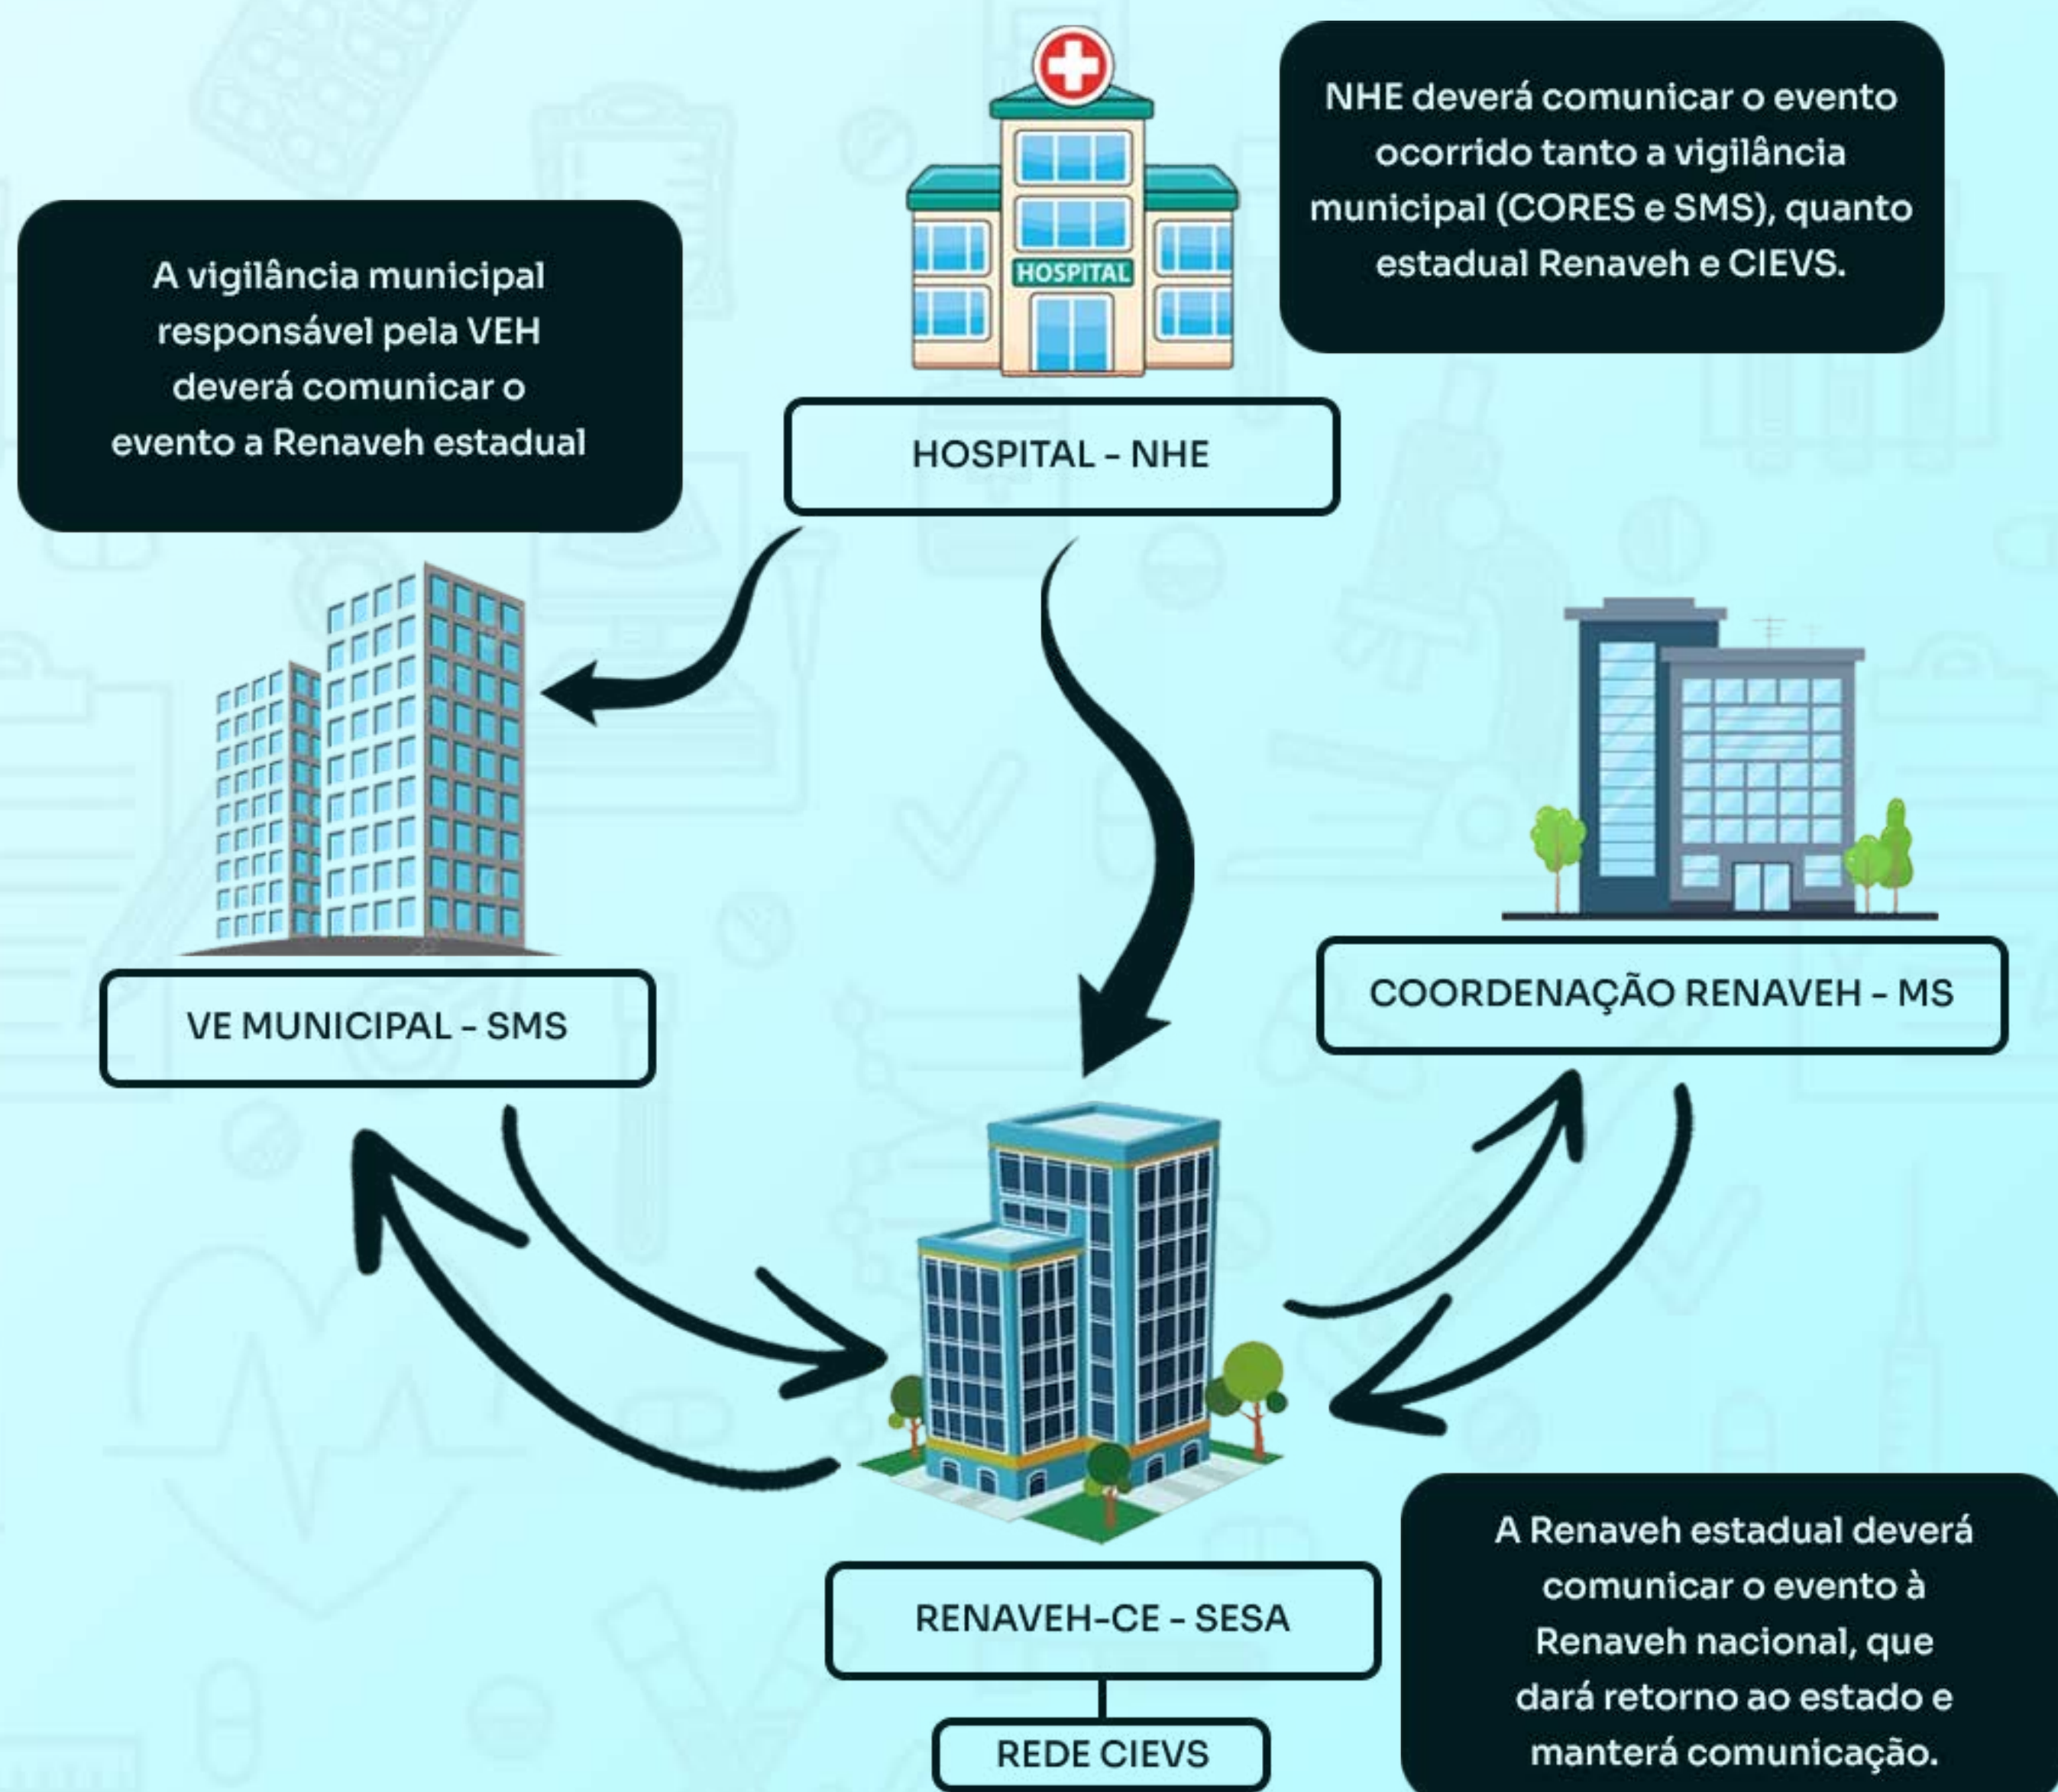 NHE deverá comunicar o evento
ocorrido tanto a vigilância
municipal (CORES e SMS), quanto
estadual Renaveh e CIEVS.
A vigilância municipal
responsável pela VEH
deverá comunicar o
evento a Renaveh estadual
HOSPITAL
HOSPITAL - NHE
VE MUNICIPAL - SMS
COORDENAÇÃO RENAVEH - MS
RENAVEH-CE - SESA
REDE CIEVS
A Renaveh estadual deverá
comunicar o evento à
Renaveh nacional, que
dará retorno ao estado e
manterá comunicação.